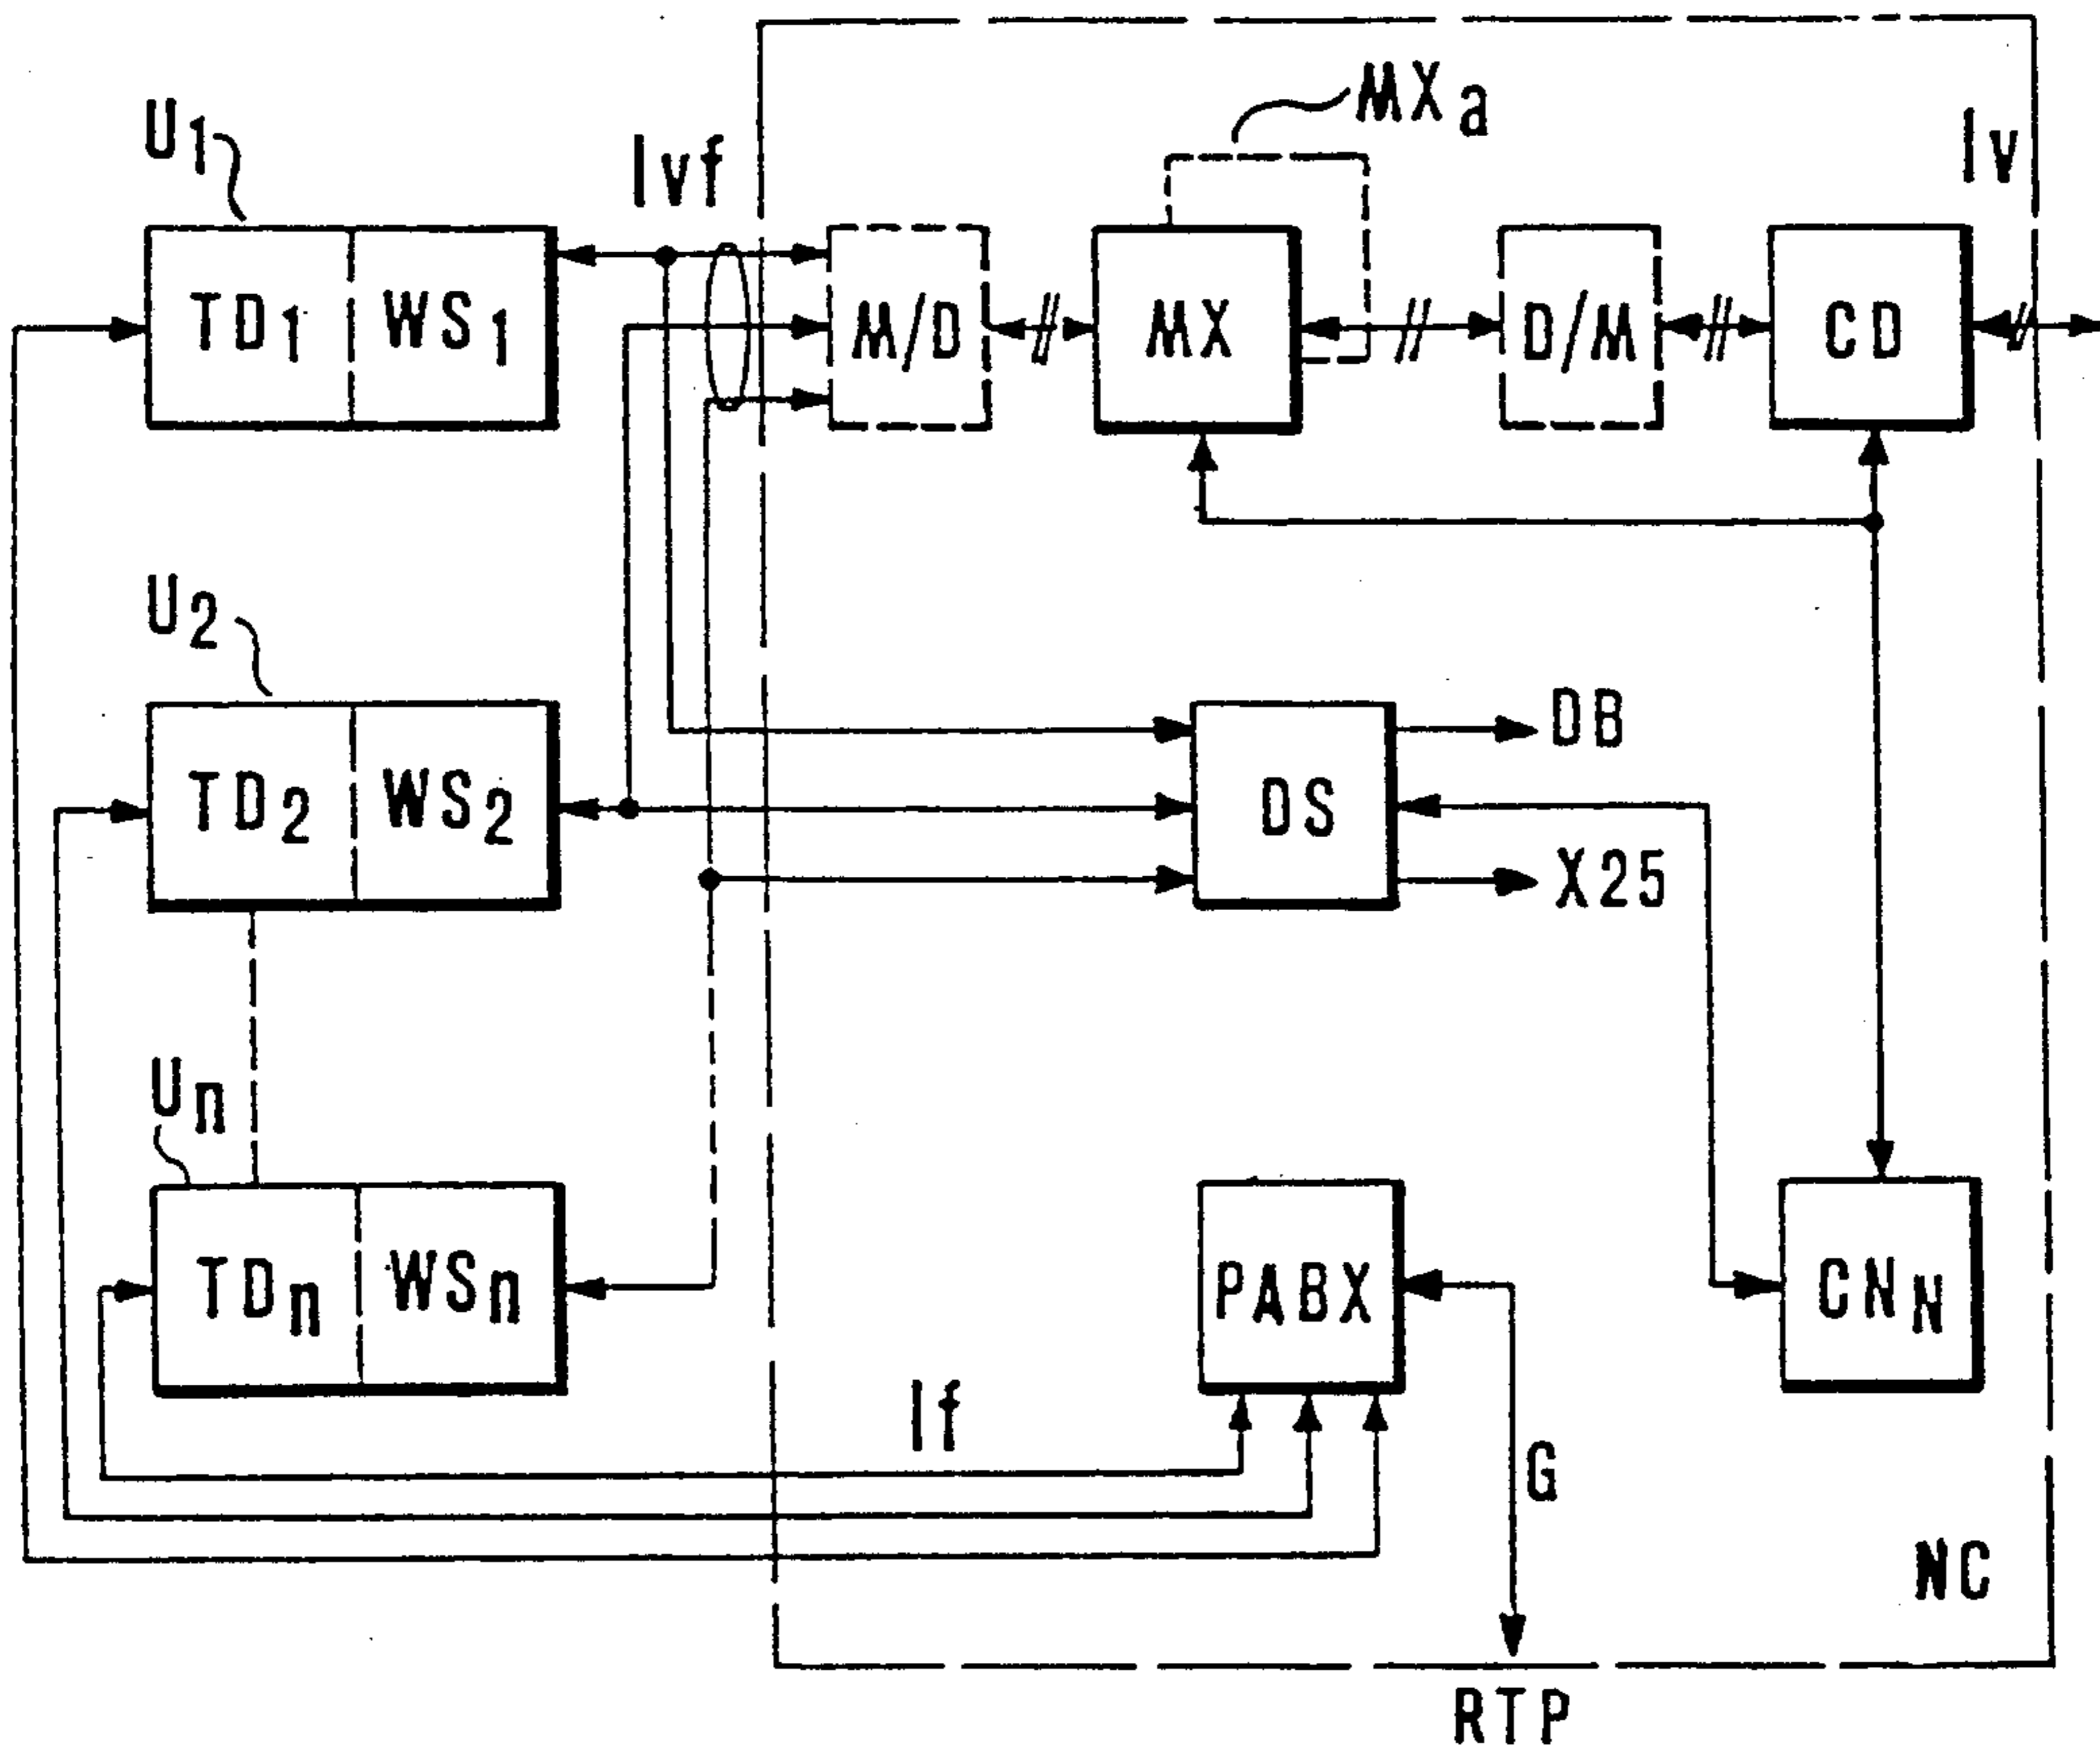 MXa
U1
Ivf
Iv
TD1 WS1
M/D
MX
D/M
CD
U2
DB
TD2 WS2
DS
X25
Un
TDn WSn
PABX
CNN
If
G
NC
RTP